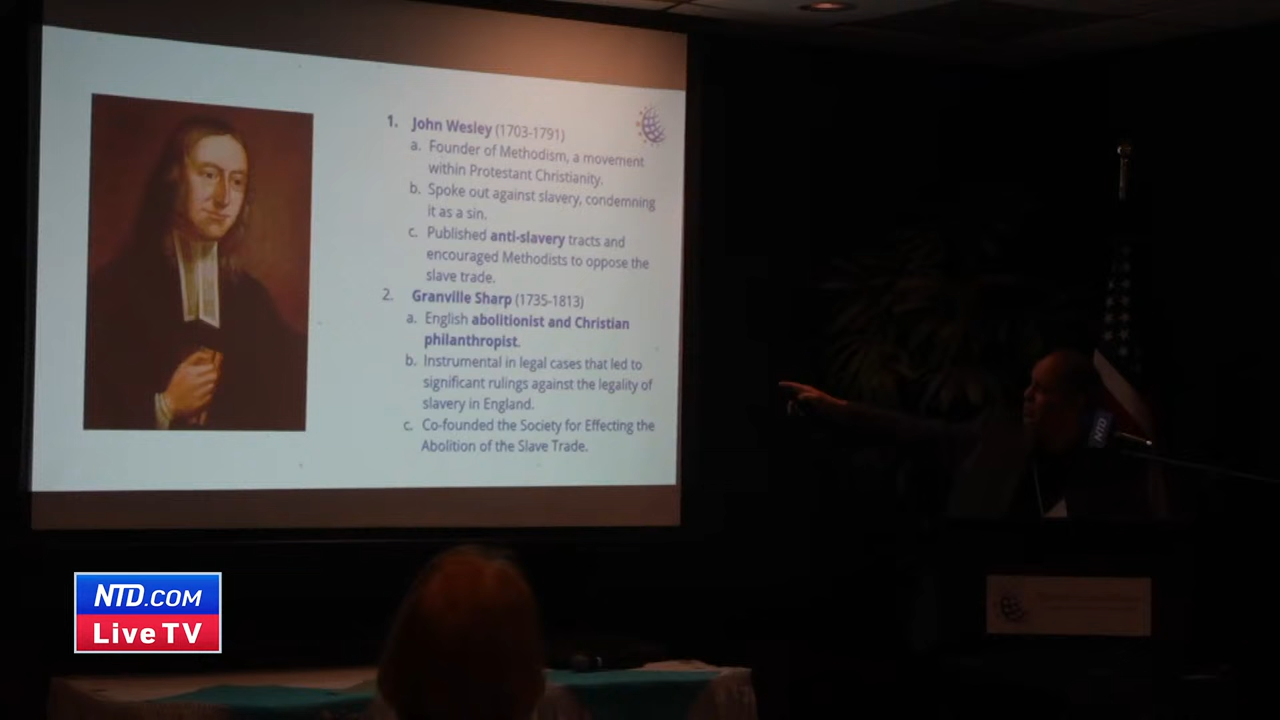 1. John Wesley (1703-1791)
a. Founder of Methodism, a movement
within Protestant Christianity.
b. Spoke out against slavery, condemning
it as a sin.
c. Published anti-slavery tracts and
encouraged Methodists to oppose the
slave trade.
2. Granville Sharp (1735-1813)
a. English abolitionist and Christian
philanthropist.
b. Instrumental in legal cases that led to
significant rulings against the legality of
slavery in England.
c. Co-founded the Society for Effecting the
Abolition of the Slave Trade.
NTD
NTD.COM
Live TV